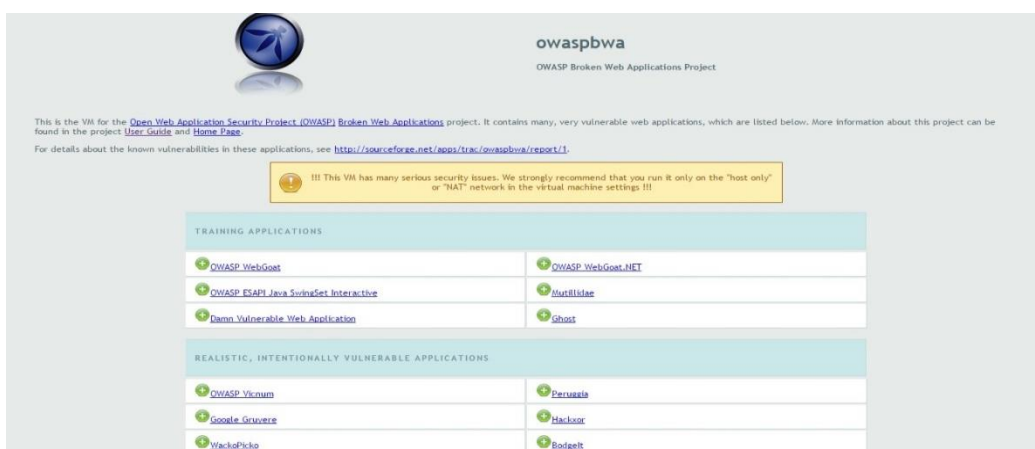 owaspbwa
OWASP Broken Web Applications Project
This is the VM for the Open Web Application Security Project (OWASP) Broken Web Applications project. It contains many, very vulnerable web applications, which are listed below. More information about this project can be
found in the project User Guide and Home Page.
For details about the known vulnerabilities in these applications, see http://sourceforge.net/apps/trac/owaspbwa/report/1.
!!! This VM has many serious security issues. We strongly recommend that you run it only on the "host only"
or "NAT" network in the virtual machine settings !!!
TRAINING APPLICATIONS
OWASP WebGoat
OWASP WebGoat.NET
OWASP ESAPI Java SwingSet Interactive
Mutillidae
Damn Vulnerable Web Application
Ghost
REALISTIC, INTENTIONALLY VULNERABLE APPLICATIONS
OWASP Vicnum
Peruggia
Google Gruyere
Hackxor
WackoPicko
BodgeIt